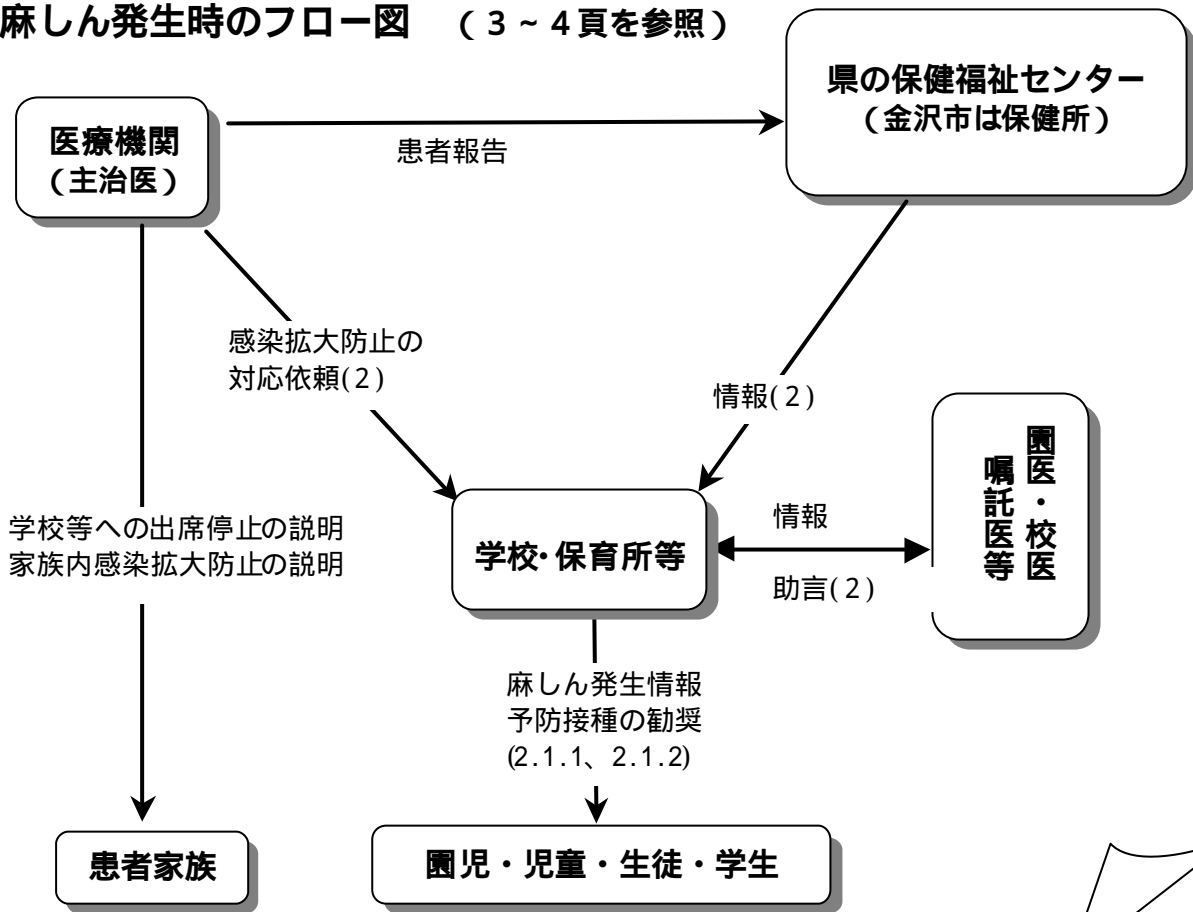 麻しん発生時のフロー図 （３～４頁を参照）
県の保健福祉センター
（金沢市は保健所）
医療機関
（主治医）
患者報告
感染拡大防止の
対応依頼(２)
情報(２)
園医・校医
嘱託医等
学校等への出席停止の説明
家族内感染拡大防止の説明
学校・保育所等
情報
助言(２)
麻しん発生情報
予防接種の勧奨
(2.1.1、2.1.2)
患者家族
園児・児童・生徒・学生